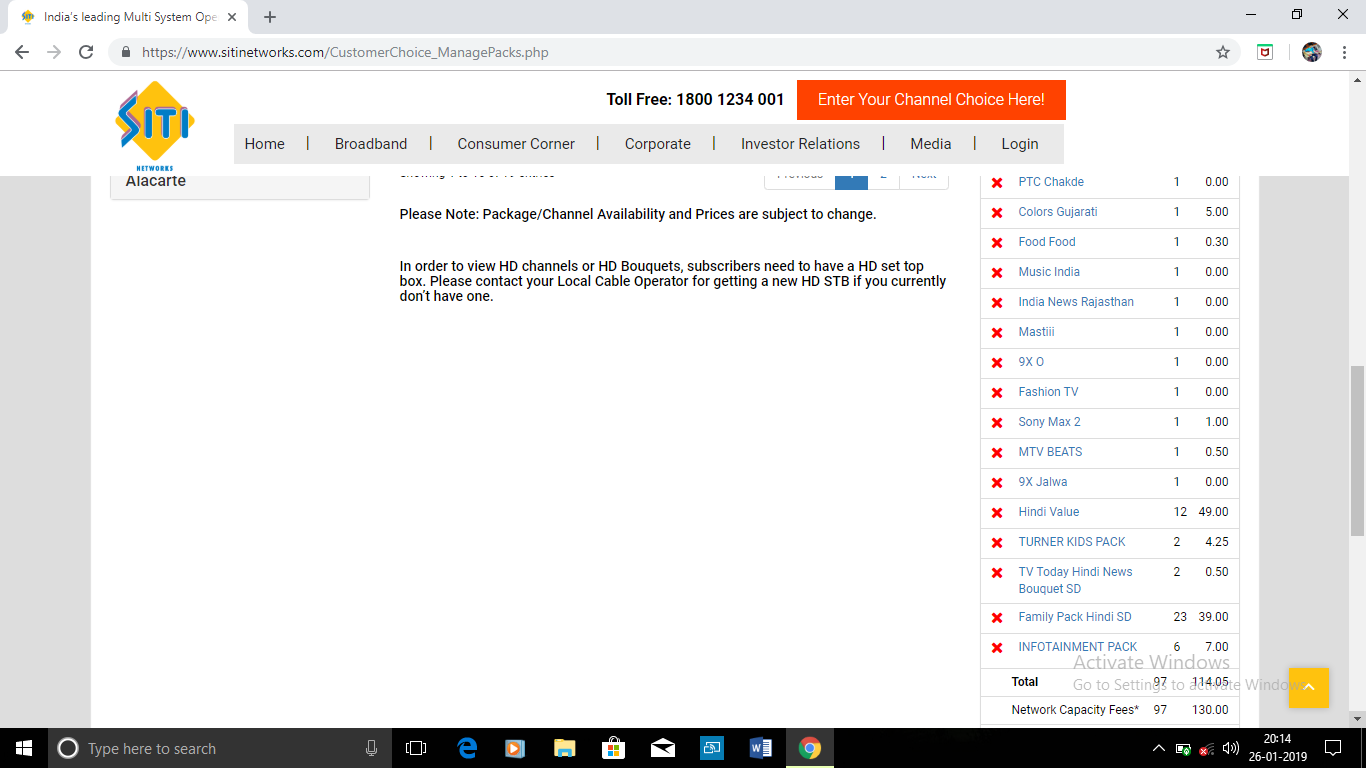 India's leading Multi System Ope
https://www.sitinetworks.com/CustomerChoice_ManagePacks.php
SITI
NETWORKS
Toll Free: 1800 1234 001
Enter Your Channel Choice Here!
Home | Broadband | Consumer Corner | Corporate | Investor Relations | Media | Login
Alacarte
Please Note: Package/Channel Availability and Prices are subject to change.
In order to view HD channels or HD Bouquets, subscribers need to have a HD set top
box. Please contact your Local Cable Operator for getting a new HD STB if you currently
don't have one.
PTC Chakde 1 0.00
Colors Gujarati 1 5.00
Food Food 1 0.30
Music India 1 0.00
India News Rajasthan 1 0.00
Mastiii 1 0.00
9X O 1 0.00
Fashion TV 1 0.00
Sony Max 2 1 1.00
MTV BEATS 1 0.50
9X Jalwa 1 0.00
Hindi Value 12 49.00
TURNER KIDS PACK 2 4.25
TV Today Hindi News 2 0.50
Bouquet SD
Family Pack Hindi SD 23 39.00
INFOTAINMENT PACK 6 7.00
Total 97 114.05
Network Capacity Fees* 97 130.00
Activate Windows
Go to Settings to activate Windows.
Type here to search
20:14
26-01-2019